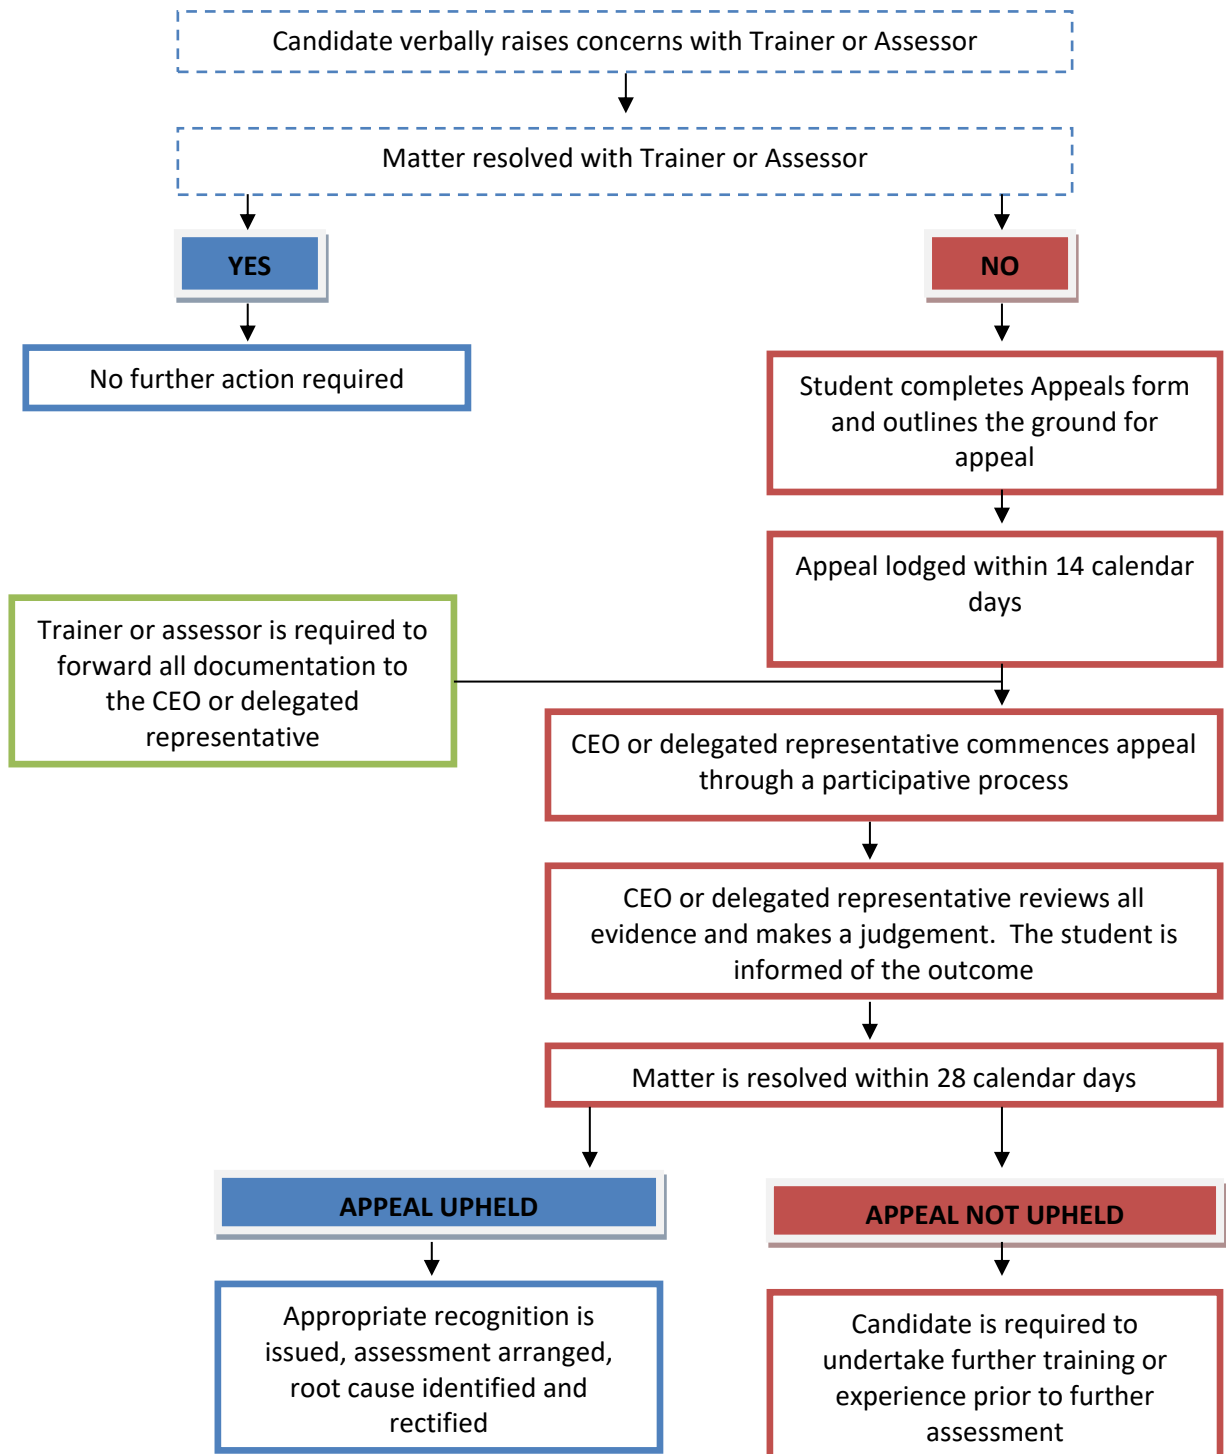 Candidate verbally raises concerns with Trainer or Assessor
Matter resolved with Trainer or Assessor
YES
NO
No further action required
Student completes Appeals form
and outlines the ground for
appeal
Appeal lodged within 14 calendar
days
Trainer or assessor is required to
forward all documentation to
the CEO or delegated
representative
CEO or delegated representative commences appeal
through a participative process
CEO or delegated representative reviews all
evidence and makes a judgement.  The student is
informed of the outcome
Matter is resolved within 28 calendar days
APPEAL UPHELD
APPEAL NOT UPHELD
Appropriate recognition is
issued, assessment arranged,
root cause identified and
rectified
Candidate is required to
undertake further training or
experience prior to further
assessment